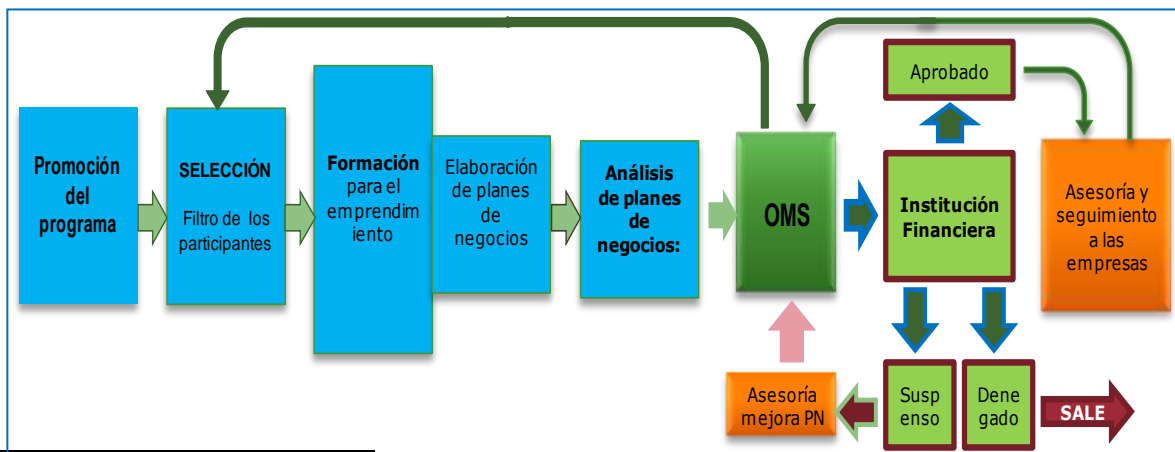 Promoción
del
programa
SELECCIÓN
Filtro de los
participantes
Formación
para el
emprendim
iento
Elaboración
de planes
de
negocios
Análisis
de planes
de
negocios:
OMS
Aprobado
Institución
Financiera
Asesoría y
seguimiento
a las
empresas
Asesoría
mejora PN
Susp
enso
Dene
gado
SALE